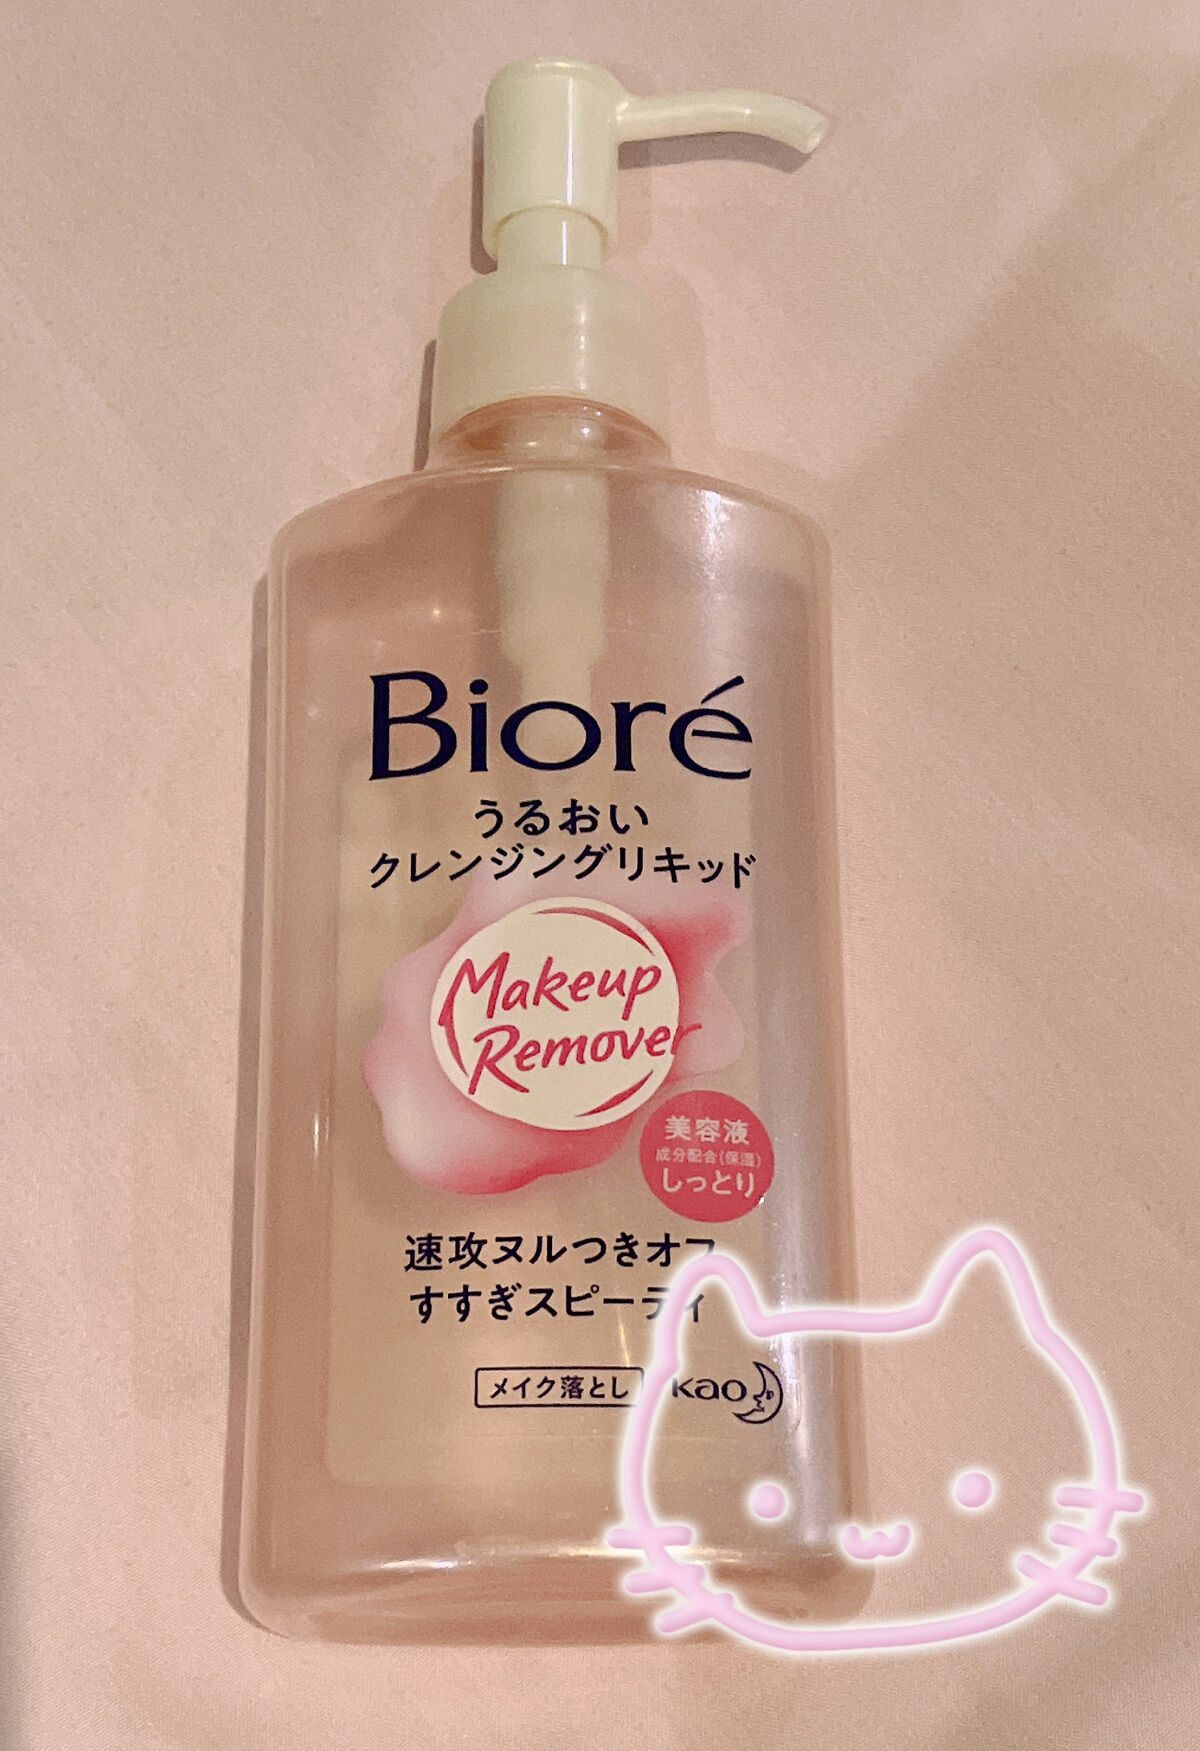 Bioré
うるおい
クレンジングリキッド
Makeup
Remover
美容液
成分配合(保湿)
しっとり
速攻ヌルつきオフ
すすぎスピーディ
メイク落とし
kao